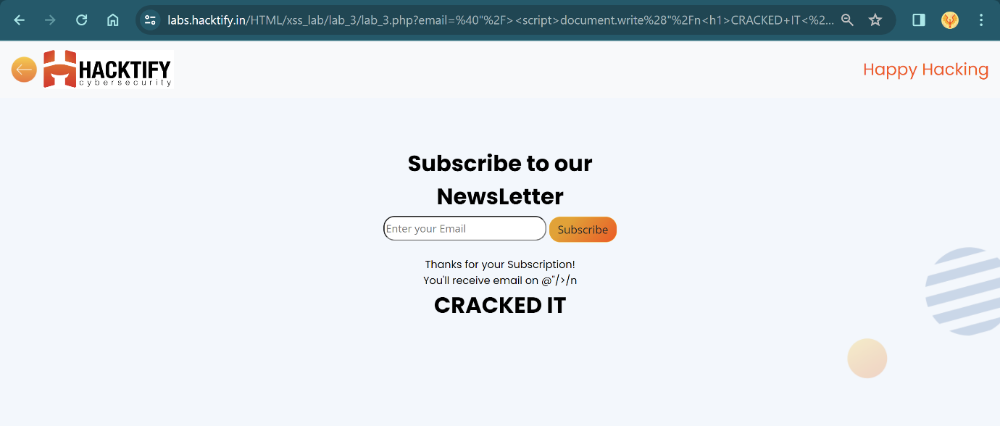 labs.hacktify.in/HTML/xss_lab/lab_3/lab_3.php?email=%40"%2F><script>document.write%28"%2Fn<h1>CRACKED+IT<%2...
HACKTIFY
cybersecurity
Happy Hacking
Subscribe to our
NewsLetter
Enter your Email
Subscribe
Thanks for your Subscription!
You'll receive email on @"/>/n
CRACKED IT